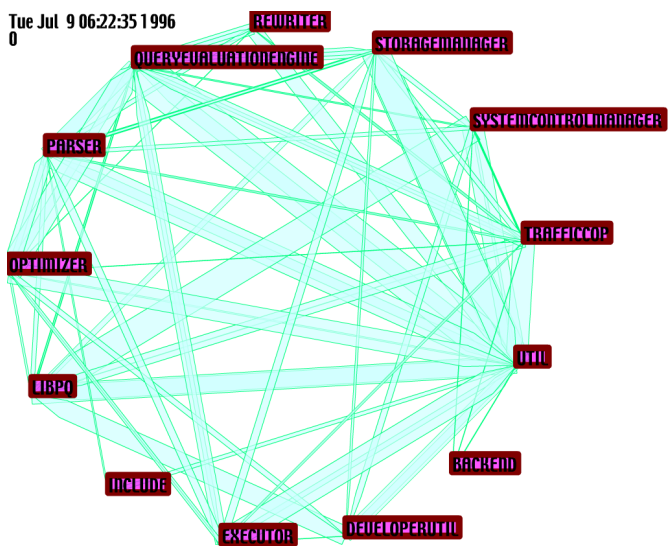 Tue Jul 9 06:22:35 1996
0
REWRITER
STORAGEMANAGER
QUERYEVALUATIONENGINE
SYSTEMCONTROLMANAGER
PARSER
TRAFFICCOP
OPTIMIZER
UTIL
LIBPQ
BACKEND
INCLUDE
EXECUTOR
DEVELOPERUTIL